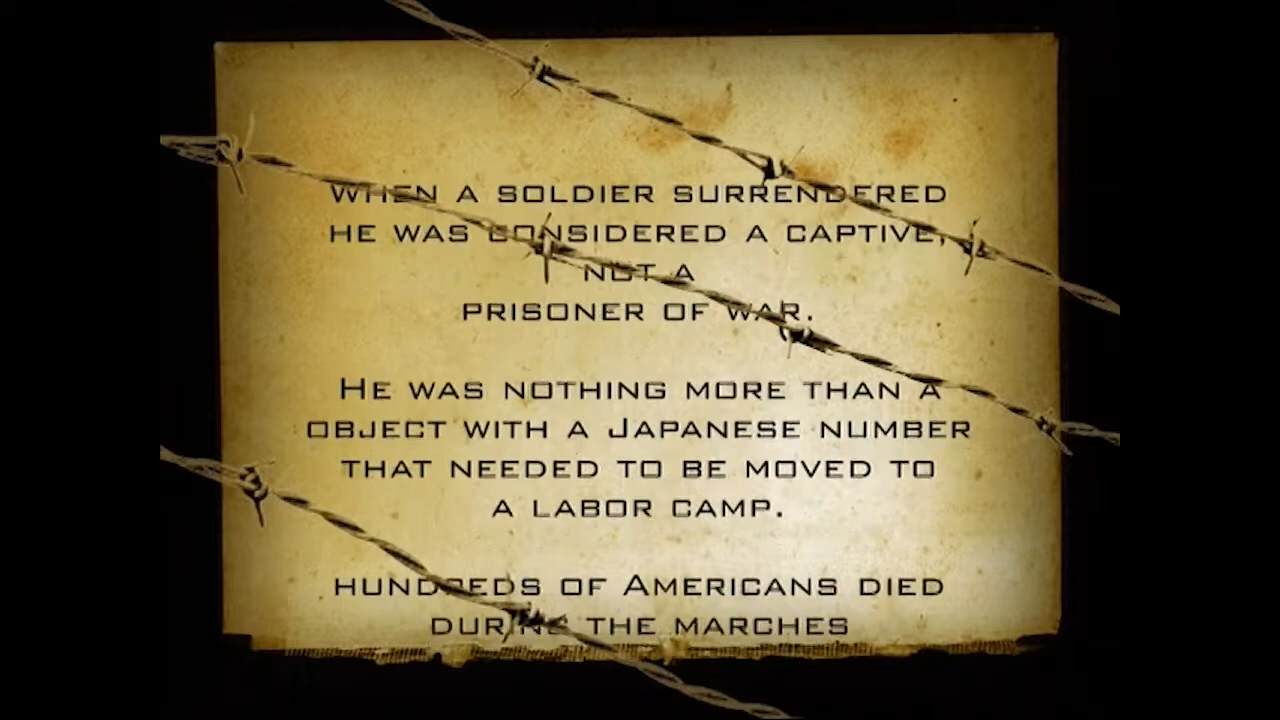 WHEN A SOLDIER SURRENDERED
HE WAS CONSIDERED A CAPTIVE,
NOT A
PRISONER OF WAR.
HE WAS NOTHING MORE THAN A
OBJECT WITH A JAPANESE NUMBER
THAT NEEDED TO BE MOVED TO
A LABOR CAMP.
HUNDREDS OF AMERICANS DIED
DURING THE MARCHES